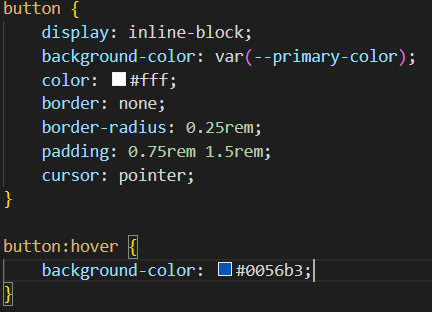 button {
    display: inline-block;
    background-color: var(--primary-color);
    color: #fff;
    border: none;
    border-radius: 0.25rem;
    padding: 0.75rem 1.5rem;
    cursor: pointer;
}

button:hover {
    background-color: #0056b3;
}